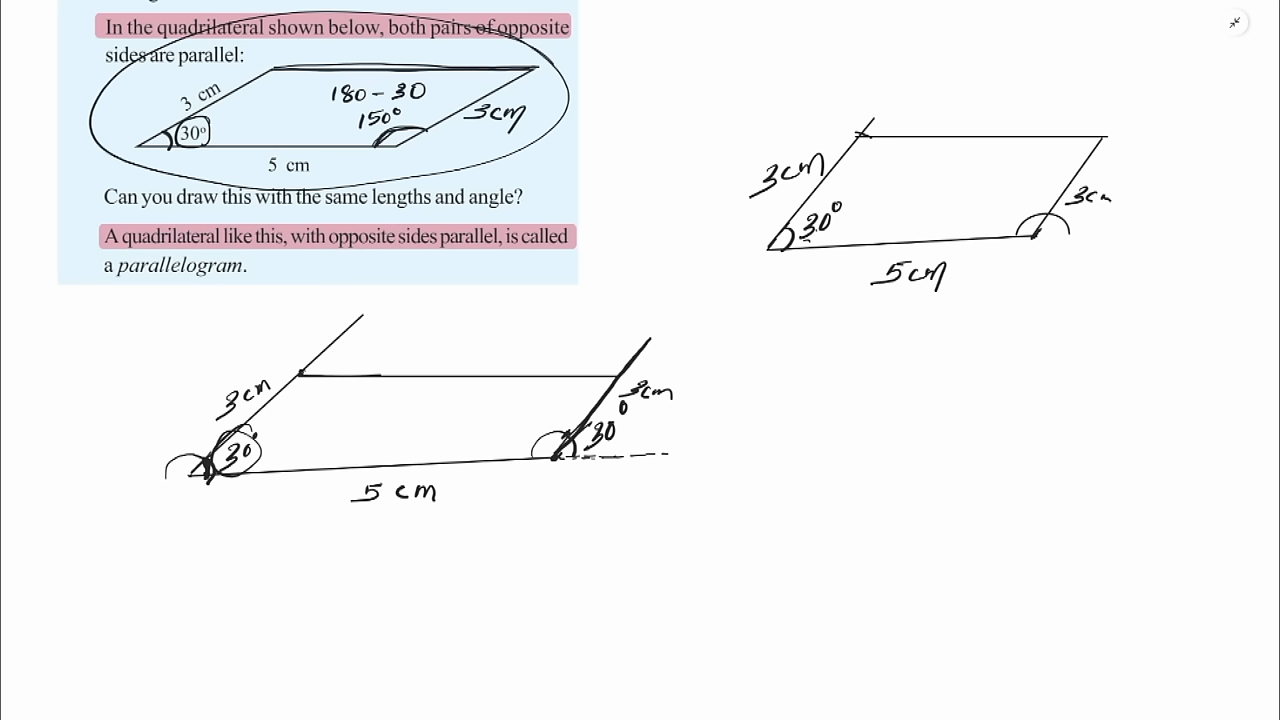 In the quadrilateral shown below, both pairs of opposite
sides are parallel:
3 cm
180 - 30
150°
3cm
30°
5 cm
Can you draw this with the same lengths and angle?
A quadrilateral like this, with opposite sides parallel, is called
a parallelogram.
3cm
30°
3c
5cm
3cm
30°
3cm
30°
5 cm